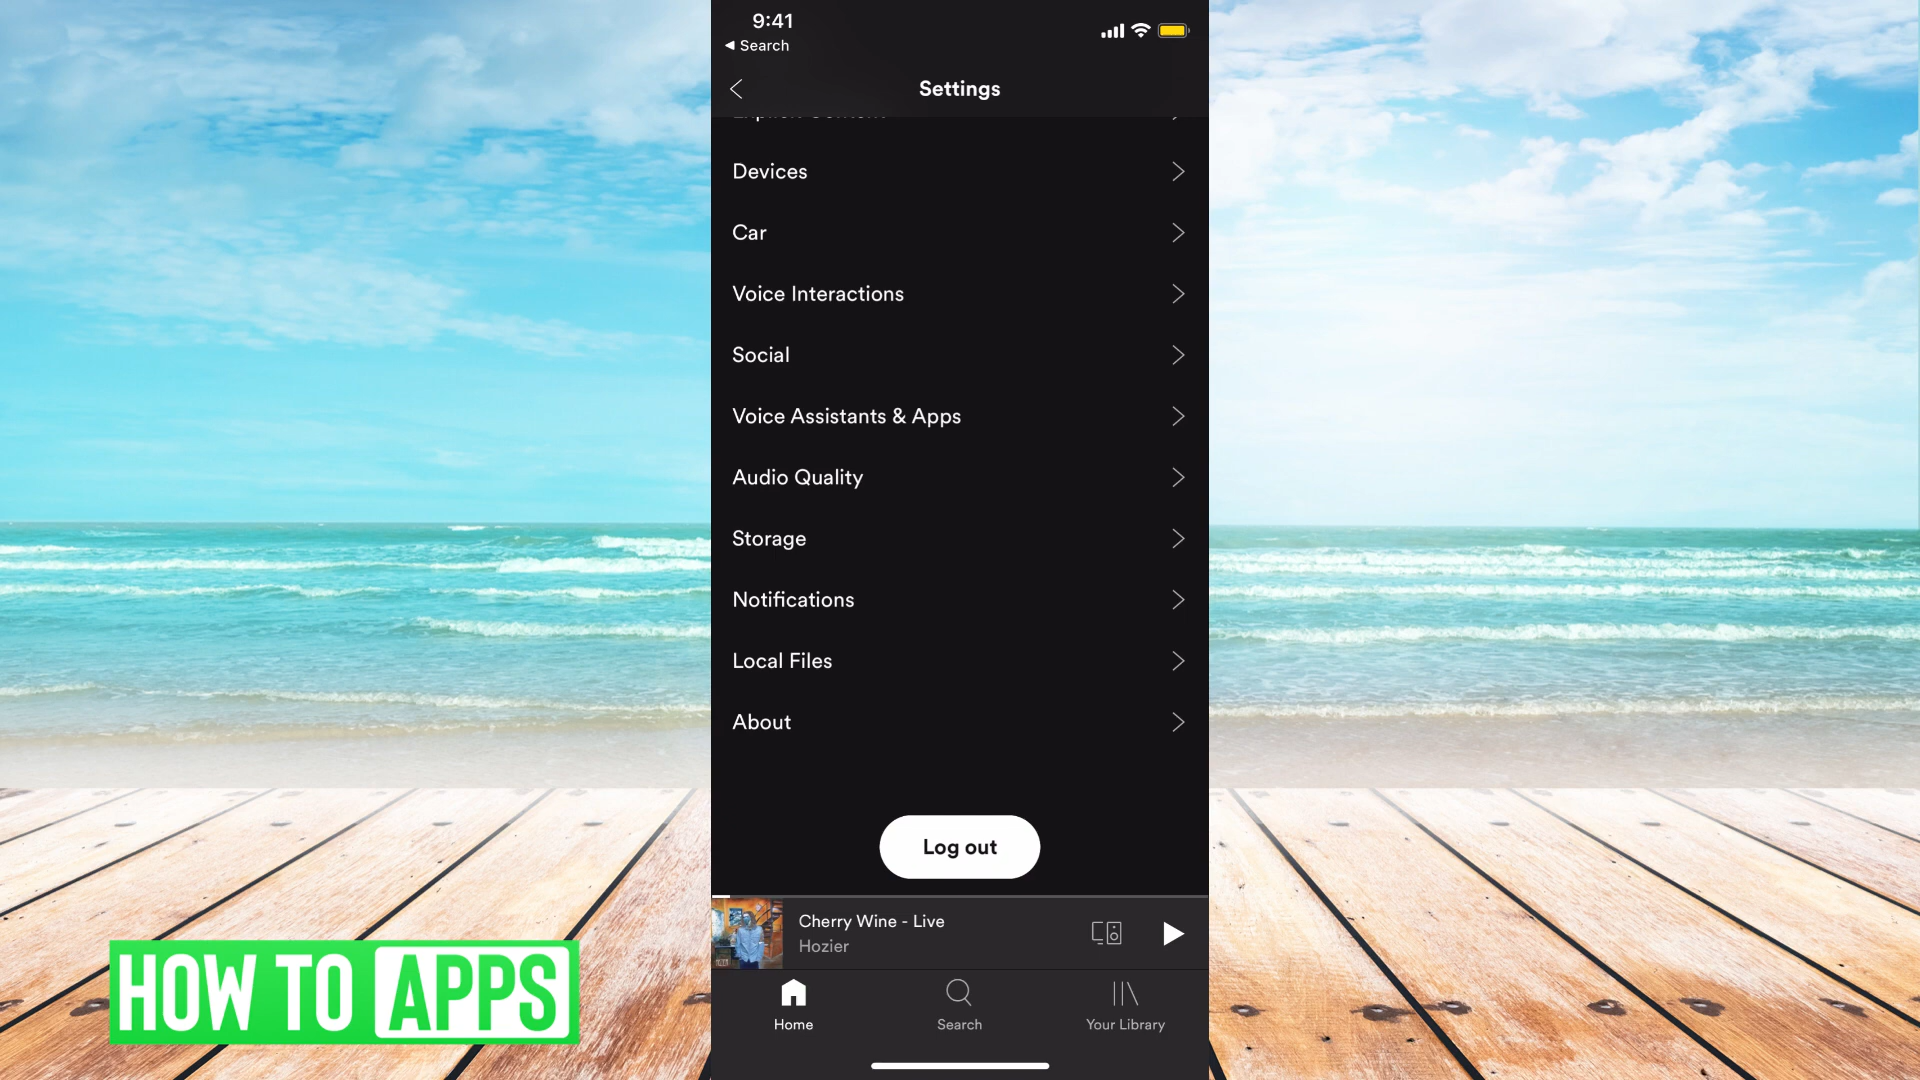 9:41
◀ Search
Settings
Devices
Car
Voice Interactions
Social
Voice Assistants & Apps
Audio Quality
Storage
Notifications
Local Files
About
Log out
Cherry Wine - Live
Hozier
Home
Search
Your Library
HOW TO APPS